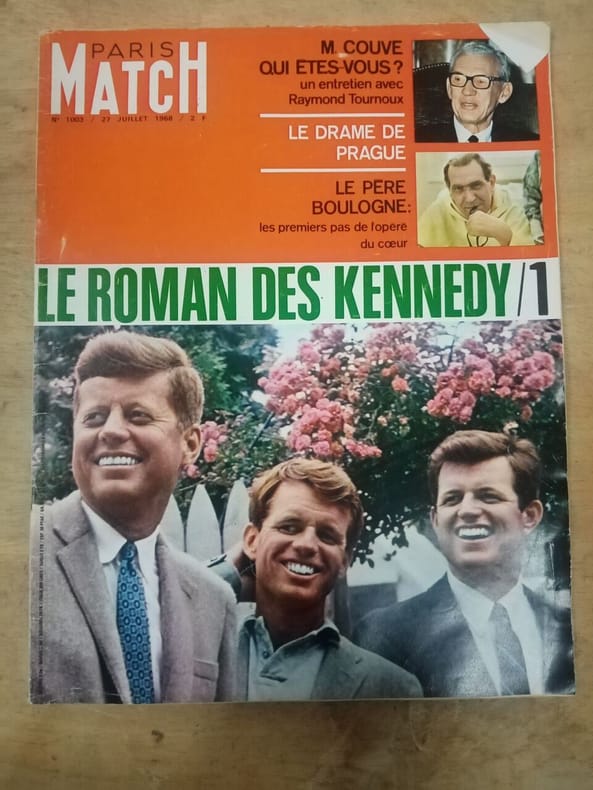 PARIS
MATCH
N° 1003 / 27 JUILLET 1968 / 2 F
M. COUVE
QUI ÊTES-VOUS ?
un entretien avec
Raymond Tournoux
LE DRAME DE
PRAGUE
LE PÈRE
BOULOGNE:
les premiers pas de l'opéré
du cœur
LE ROMAN DES KENNEDY/1